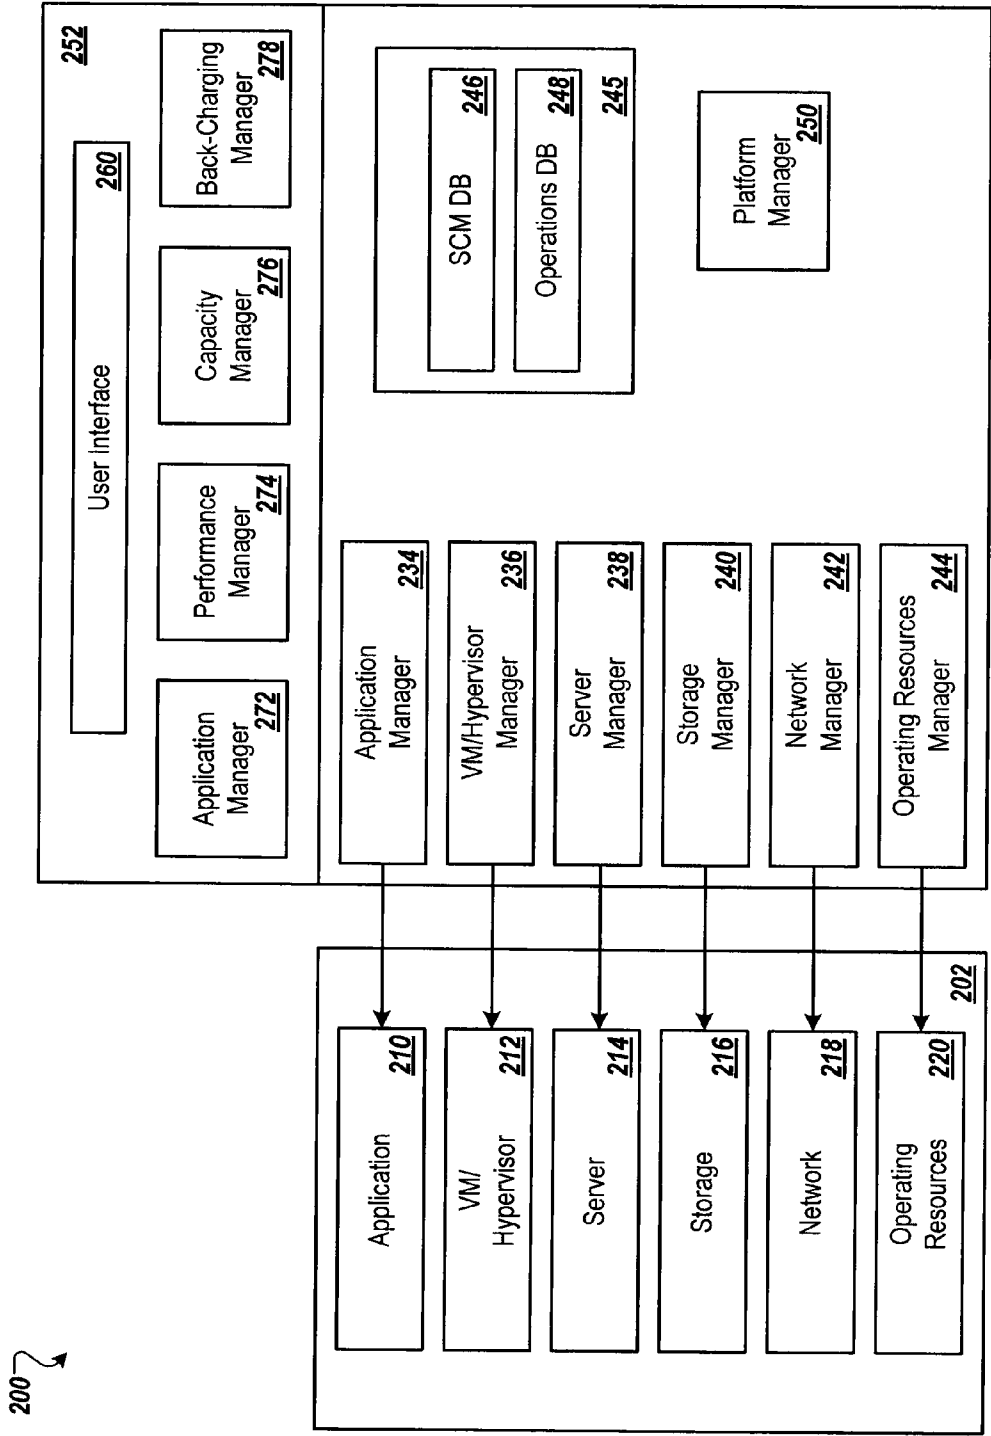 200
252
User Interface
260
Application
Manager
272
Performance
Manager
274
Capacity
Manager
276
Back-Charging
Manager
278
Application
210
VM/
Hypervisor
212
Server
214
Storage
216
Network
218
Operating
Resources
220
202
Application
Manager
234
VM/Hypervisor
Manager
236
Server
Manager
238
Storage
Manager
240
Network
Manager
242
Operating Resources
Manager
244
SCM DB
246
Operations DB
248
245
Platform
Manager
250